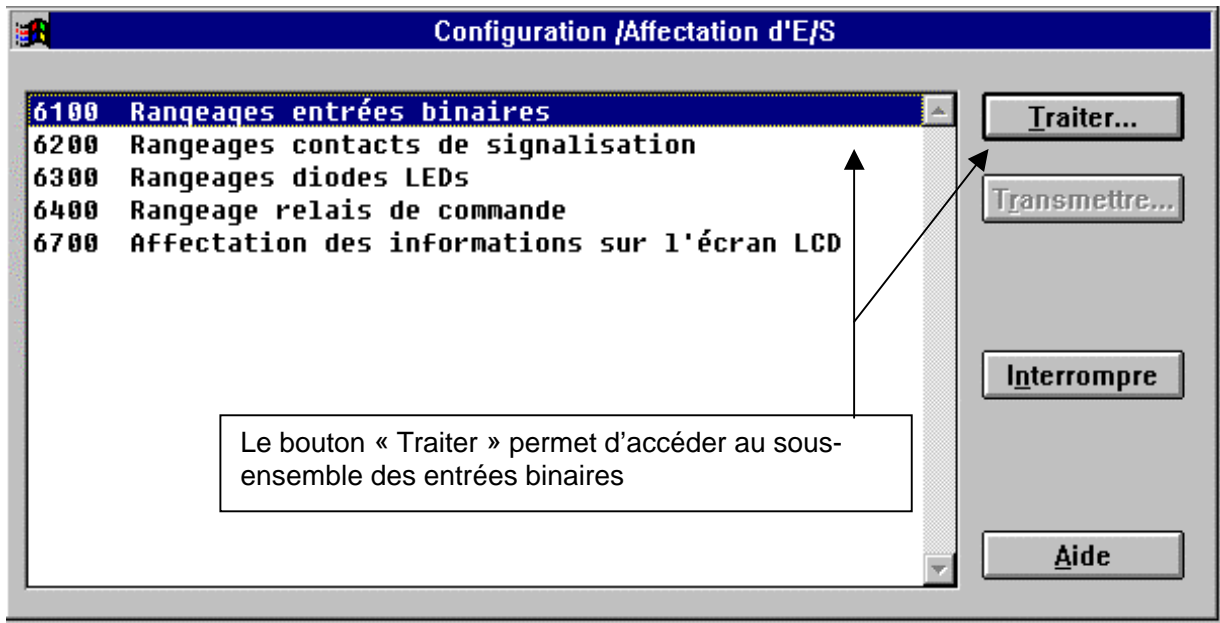 Configuration /Affectation d'E/S
6100 Rangeages entrées binaires
6200 Rangeages contacts de signalisation
6300 Rangeages diodes LEDs
6400 Rangeage relais de commande
6700 Affectation des informations sur l'écran LCD
Traiter...
Transmettre...
Interrompre
Le bouton « Traiter » permet d’accéder au sous-
ensemble des entrées binaires
Aide